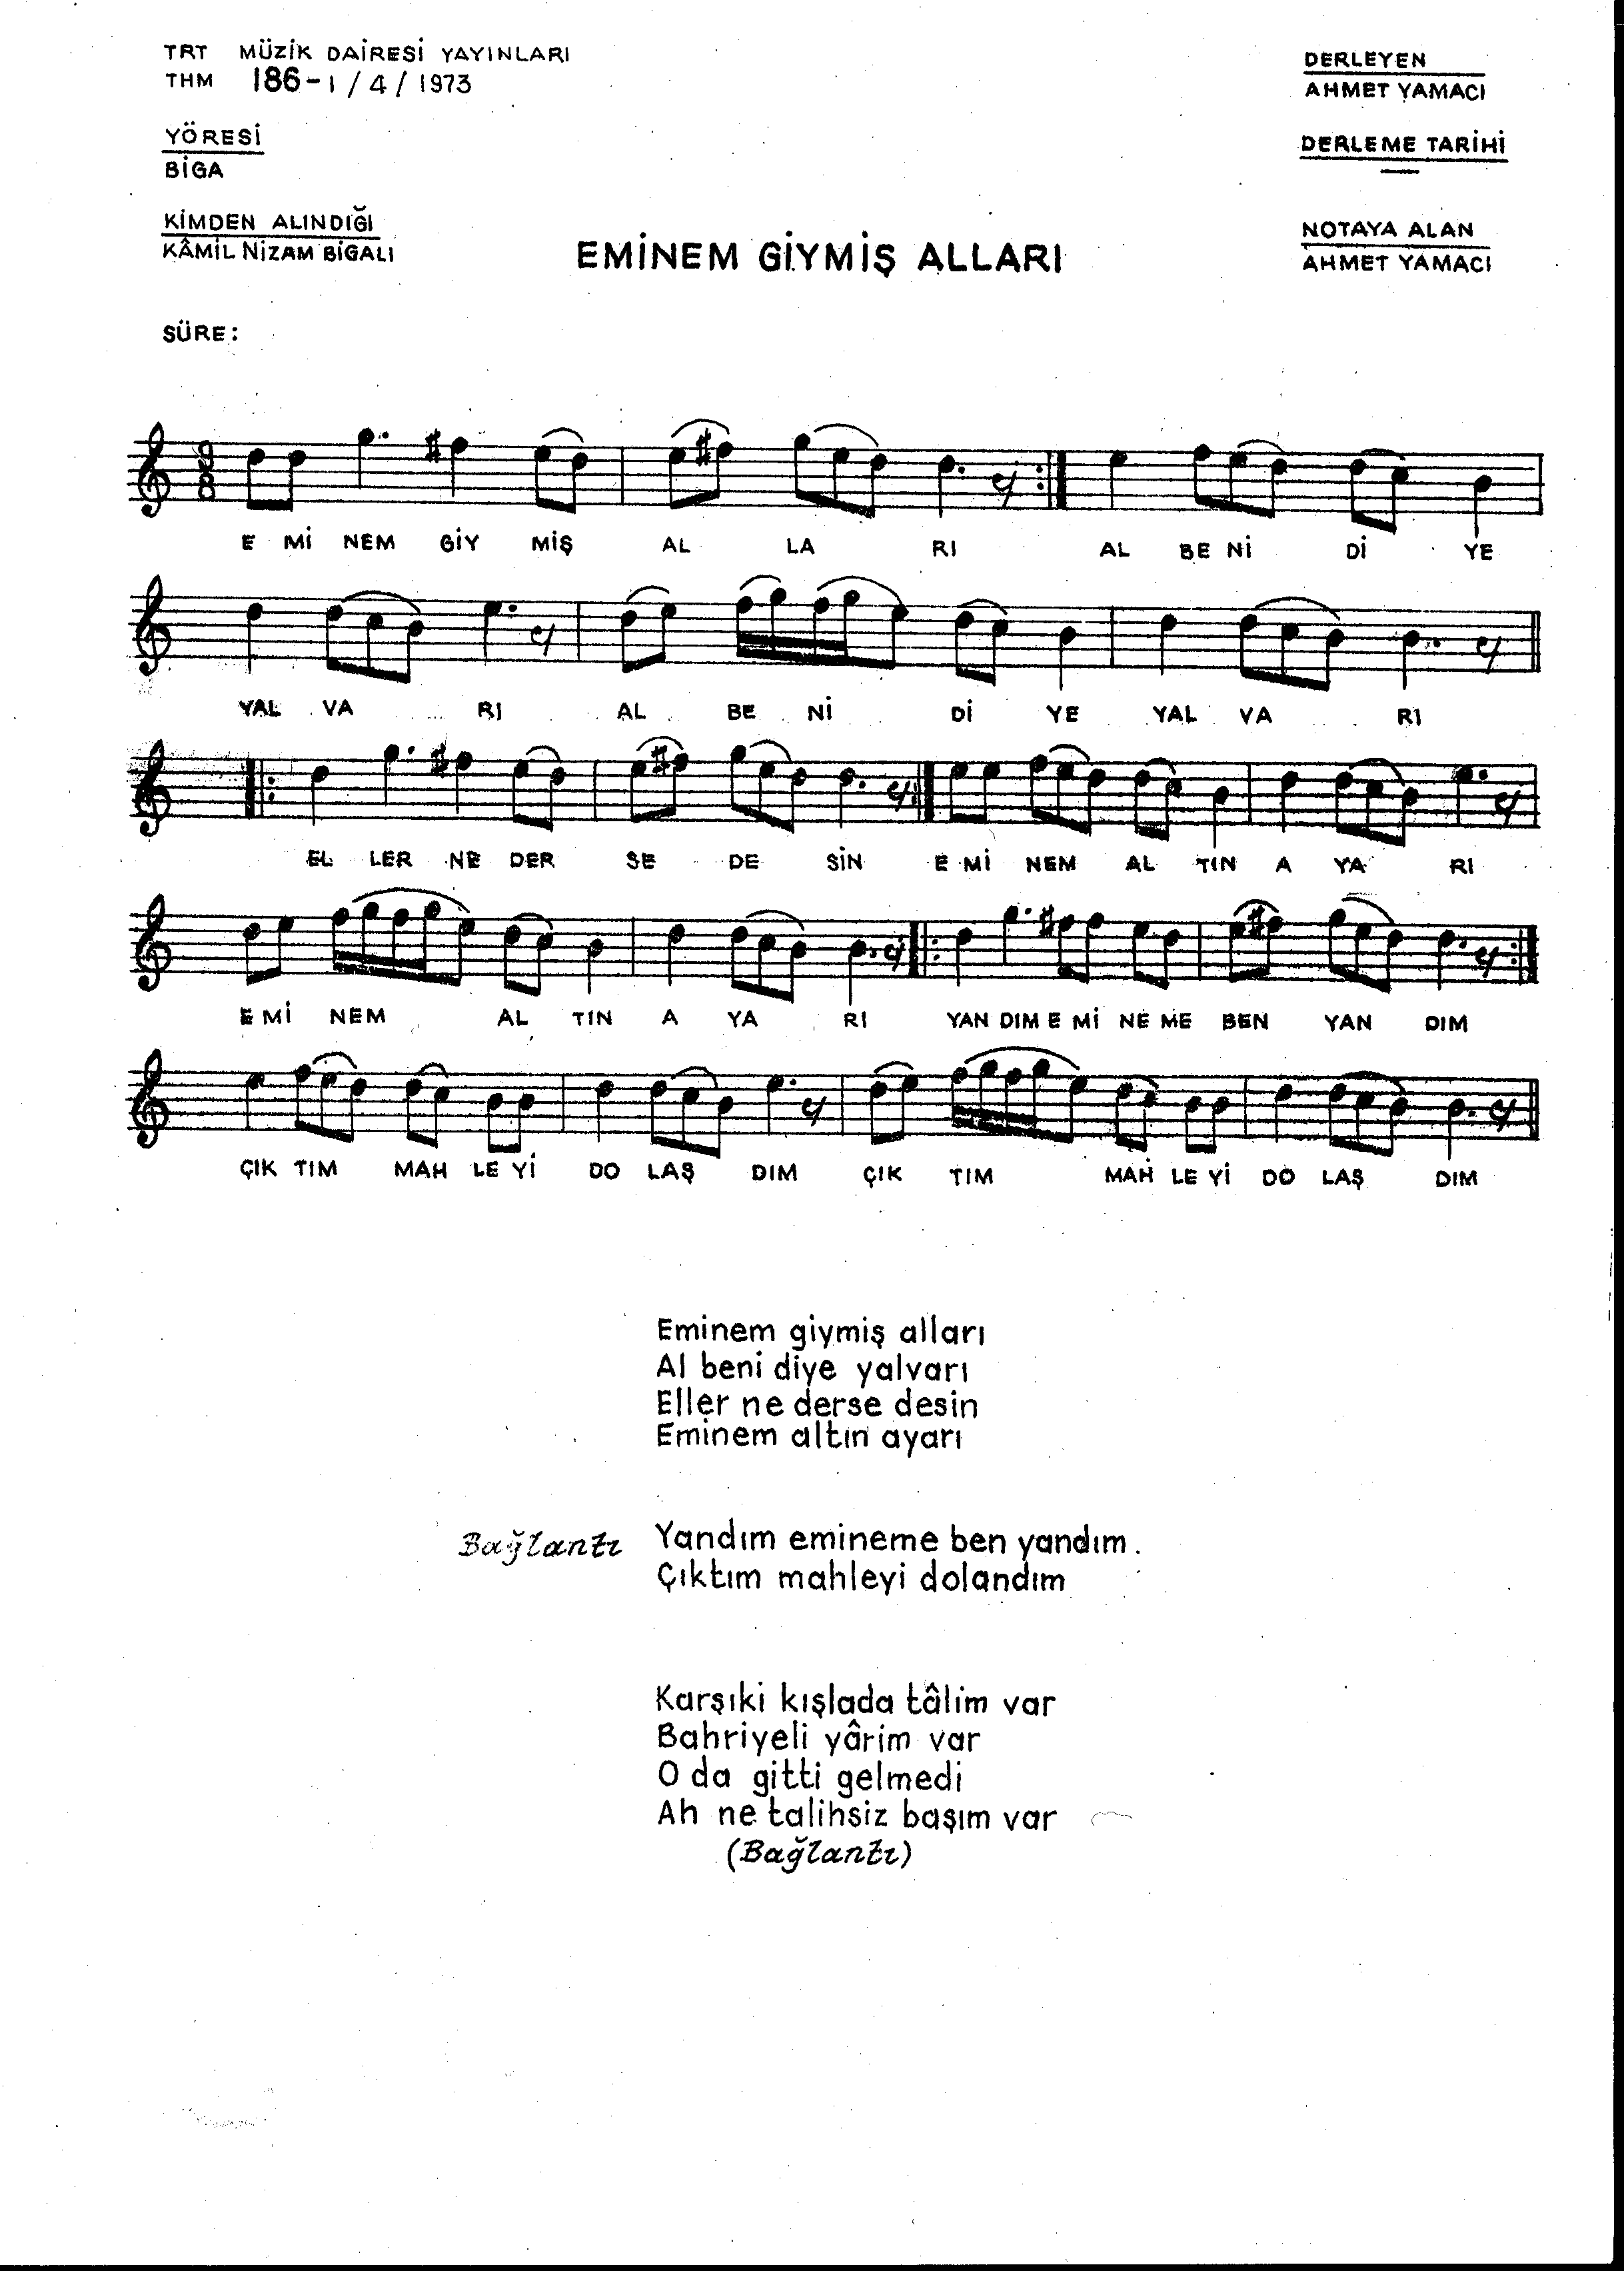 TRT MÜZİK DAİRESİ YAYINLARI
THM 186-1/4/1973
DERLEYEN
AHMET YAMACI
YÖRESİ
BİGA
DERLEME TARİHİ
—
KİMDEN ALINDIĞI
KÂMİL NİZAM BİGALI
NOTAYA ALAN
AHMET YAMACI
EMİNEM GİYMİŞ ALLARI
SÜRE:
9
8
E Mİ NEM GİY MİŞ AL LA RI AL BE Nİ Dİ YE
YAL VA RI AL BE Nİ Dİ YE YAL VA RI
EL LER NE DER SE DE SİN E Mİ NEM AL TIN A YA RI
E Mİ NEM AL TIN A YA RI YAN DIM E Mİ NE ME BEN YAN DIM
ÇIK TIM MAH LE Yİ DO LAŞ DIM ÇIK TIM MAH LE Yİ DO LAŞ DIM
Eminem giymiş alları
Al beni diye yalvarı
Eller ne derse desin
Eminem altın ayarı
Bağlantı Yandım emineme ben yandım.
Çıktım mahleyi dolandım
Karşıki kışlada tâlim var
Bahriyeli yârim var
O da gitti gelmedi
Ah ne talihsiz başım var
(Bağlantı)